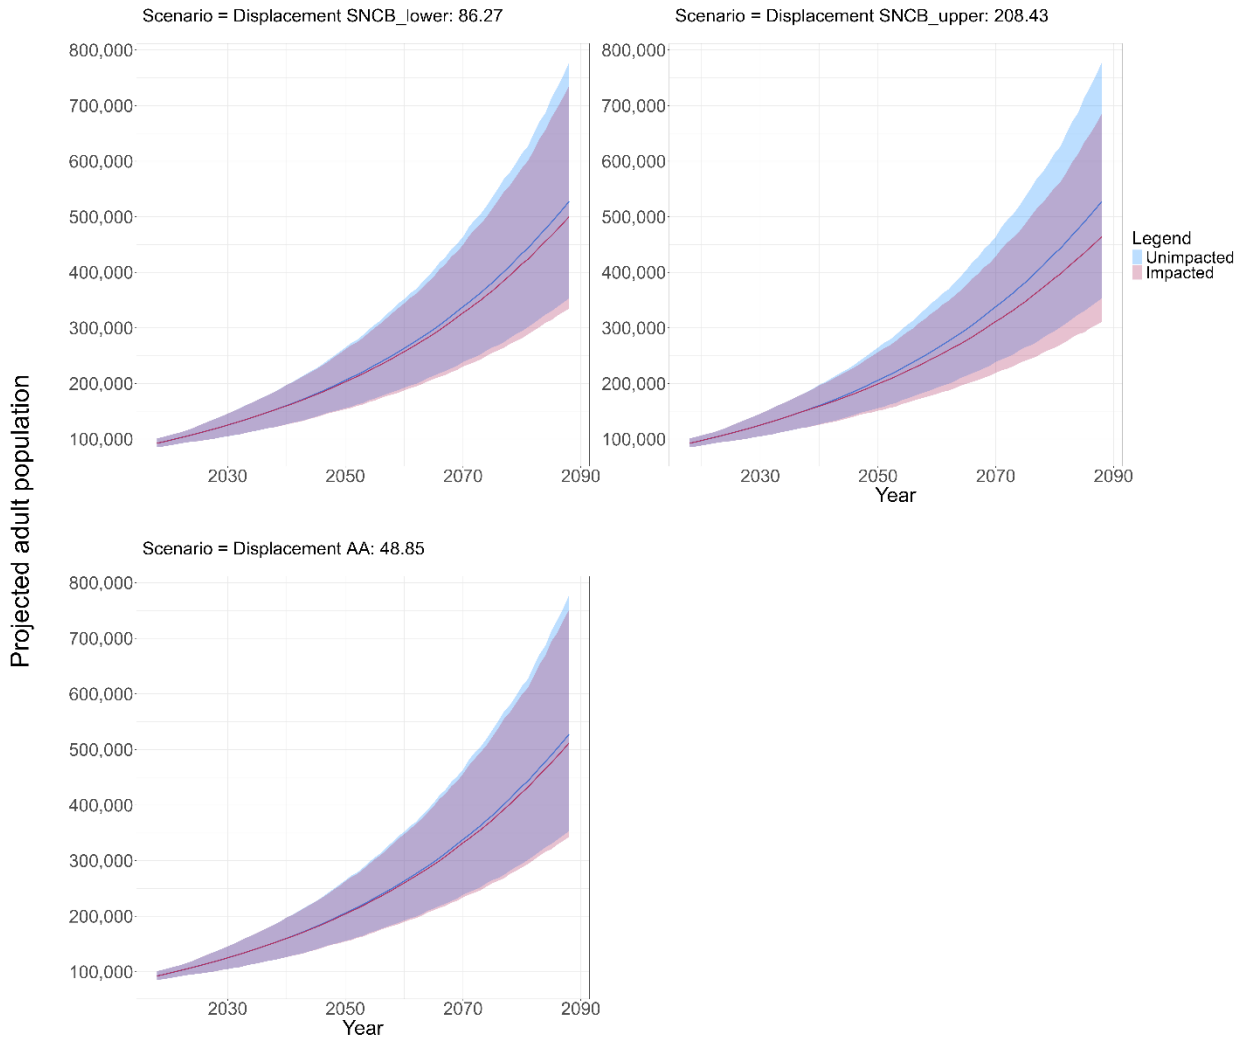 Scenario = Displacement SNCB_lower: 86.27
800,000
700,000
600,000
500,000
400,000
300,000
200,000
100,000
2030 2050 2070 2090
Scenario = Displacement SNCB_upper: 208.43
800,000
700,000
600,000
500,000
400,000
300,000
200,000
100,000
2030 2050 2070 2090
Year
Legend
Unimpacted
Impacted
Projected adult population
Scenario = Displacement AA: 48.85
800,000
700,000
600,000
500,000
400,000
300,000
200,000
100,000
2030 2050 2070 2090
Year